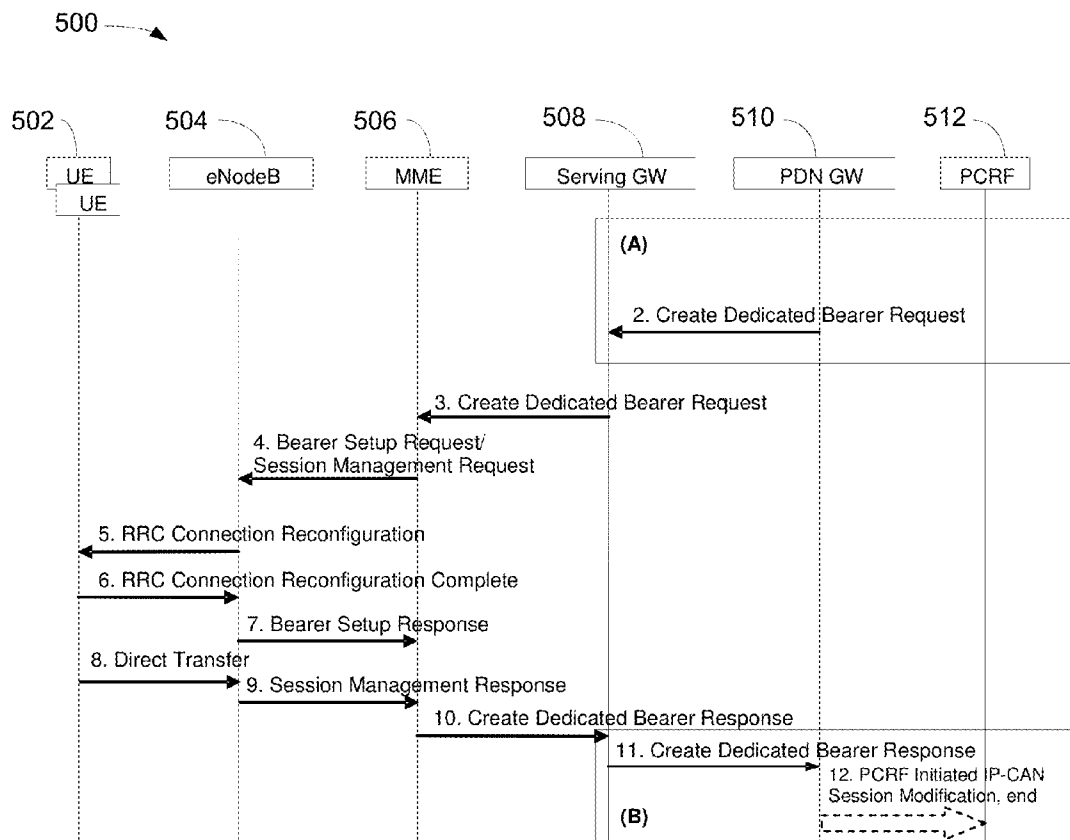 500
502
504
506
508
510
512
UE
UE
eNodeB
MME
Serving GW
PDN GW
PCRF
(A)
2. Create Dedicated Bearer Request
3. Create Dedicated Bearer Request
4. Bearer Setup Request/
Session Management Request
5. RRC Connection Reconfiguration
6. RRC Connection Reconfiguration Complete
7. Bearer Setup Response
8. Direct Transfer
9. Session Management Response
10. Create Dedicated Bearer Response
11. Create Dedicated Bearer Response
12. PCRF Initiated IP-CAN
Session Modification, end
(B)